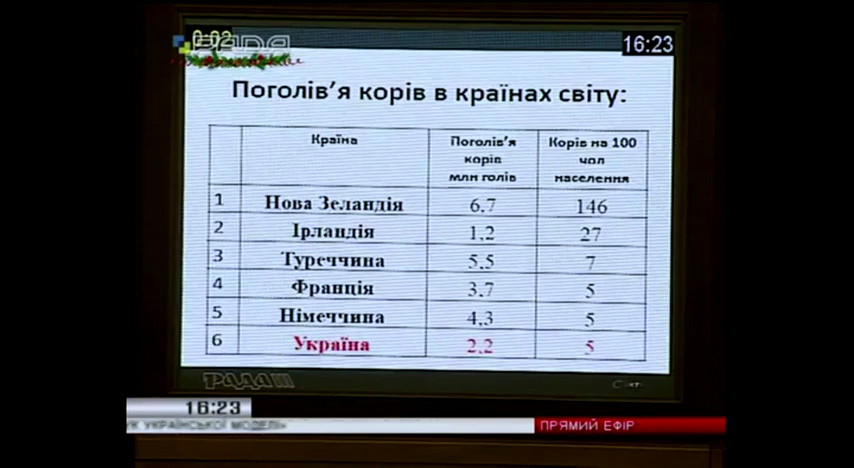 0:02
РАДА
16:23
Поголів'я корів в країнах світу:
Країна Поголів'я корів млн голів Корів на 100 чол населення
1 Нова Зеландія 6,7 146
2 Ірландія 1,2 27
3 Туреччина 5,5 7
4 Франція 3,7 5
5 Німеччина 4,3 5
6 Україна 2,2 5
РАДА
16:23
УКРАЇНСЬКОЇ МОДЕЛІ»
ПРЯМИЙ ЕФІР